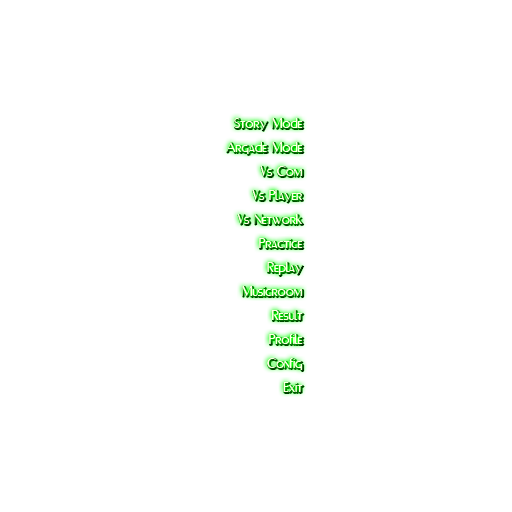 Story Mode
Arcade Mode
Vs Com
Vs Player
Vs Network
Practice
Replay
Musicroom
Result
Profile
Config
Exit